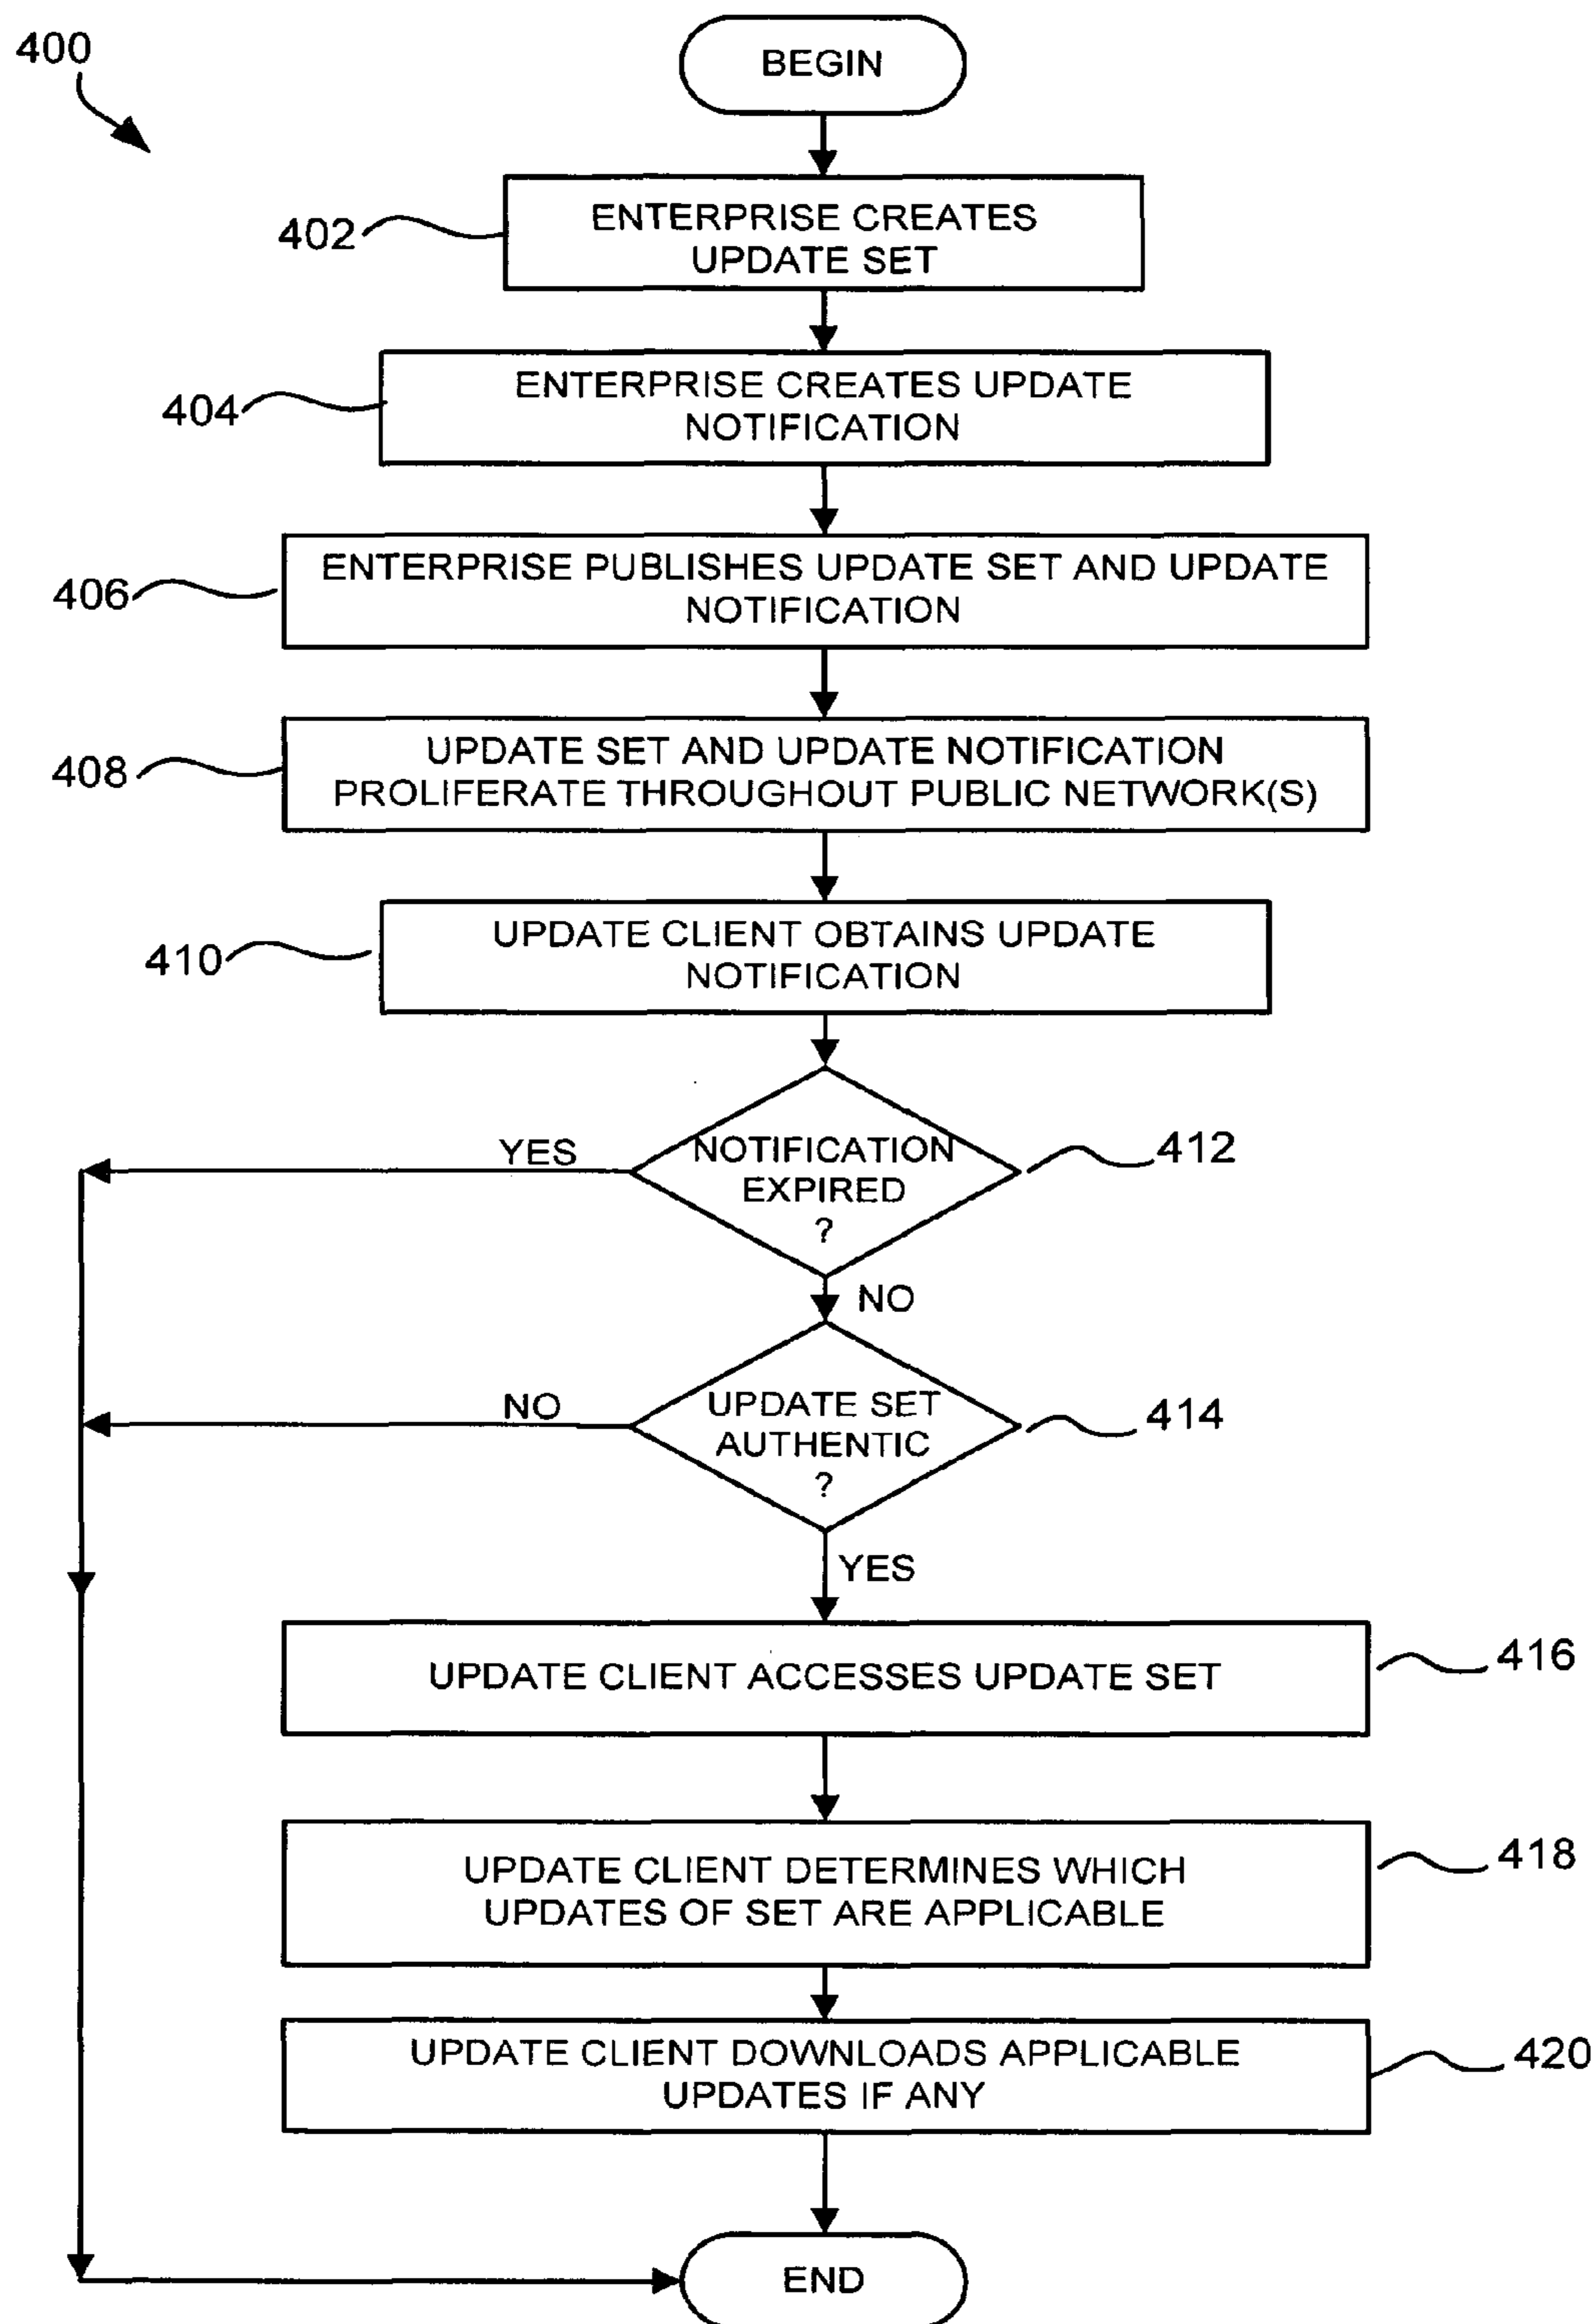 400
BEGIN
402
ENTERPRISE CREATES
UPDATE SET
404
ENTERPRISE CREATES UPDATE
NOTIFICATION
406
ENTERPRISE PUBLISHES UPDATE SET AND UPDATE
NOTIFICATION
408
UPDATE SET AND UPDATE NOTIFICATION
PROLIFERATE THROUGHOUT PUBLIC NETWORK(S)
410
UPDATE CLIENT OBTAINS UPDATE
NOTIFICATION
YES
NOTIFICATION
EXPIRED
?
412
NO
NO
UPDATE SET
AUTHENTIC
?
414
YES
UPDATE CLIENT ACCESSES UPDATE SET
416
UPDATE CLIENT DETERMINES WHICH
UPDATES OF SET ARE APPLICABLE
418
UPDATE CLIENT DOWNLOADS APPLICABLE
UPDATES IF ANY
420
END